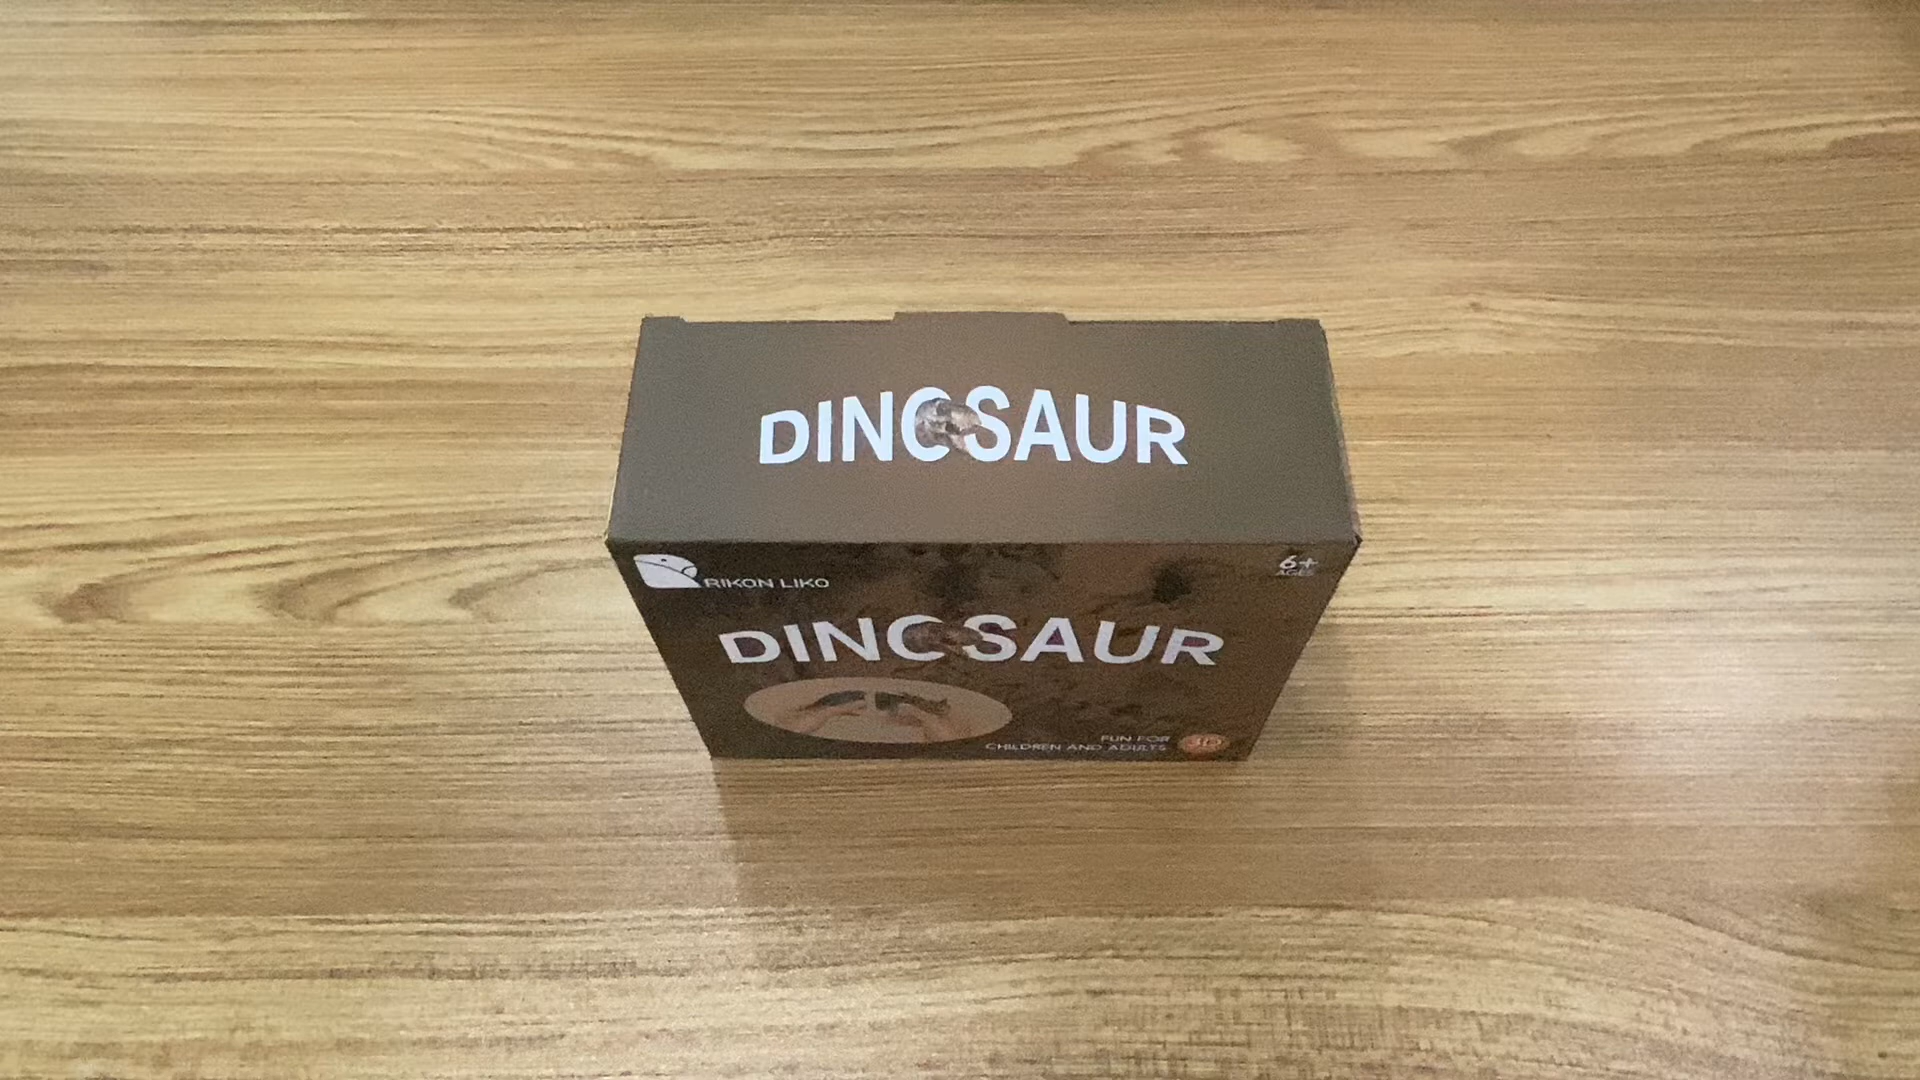 DINOSAUR
RIKON LIKO
6+
AGES
DINOSAUR
FUN FOR
CHILDREN AND ADULTS